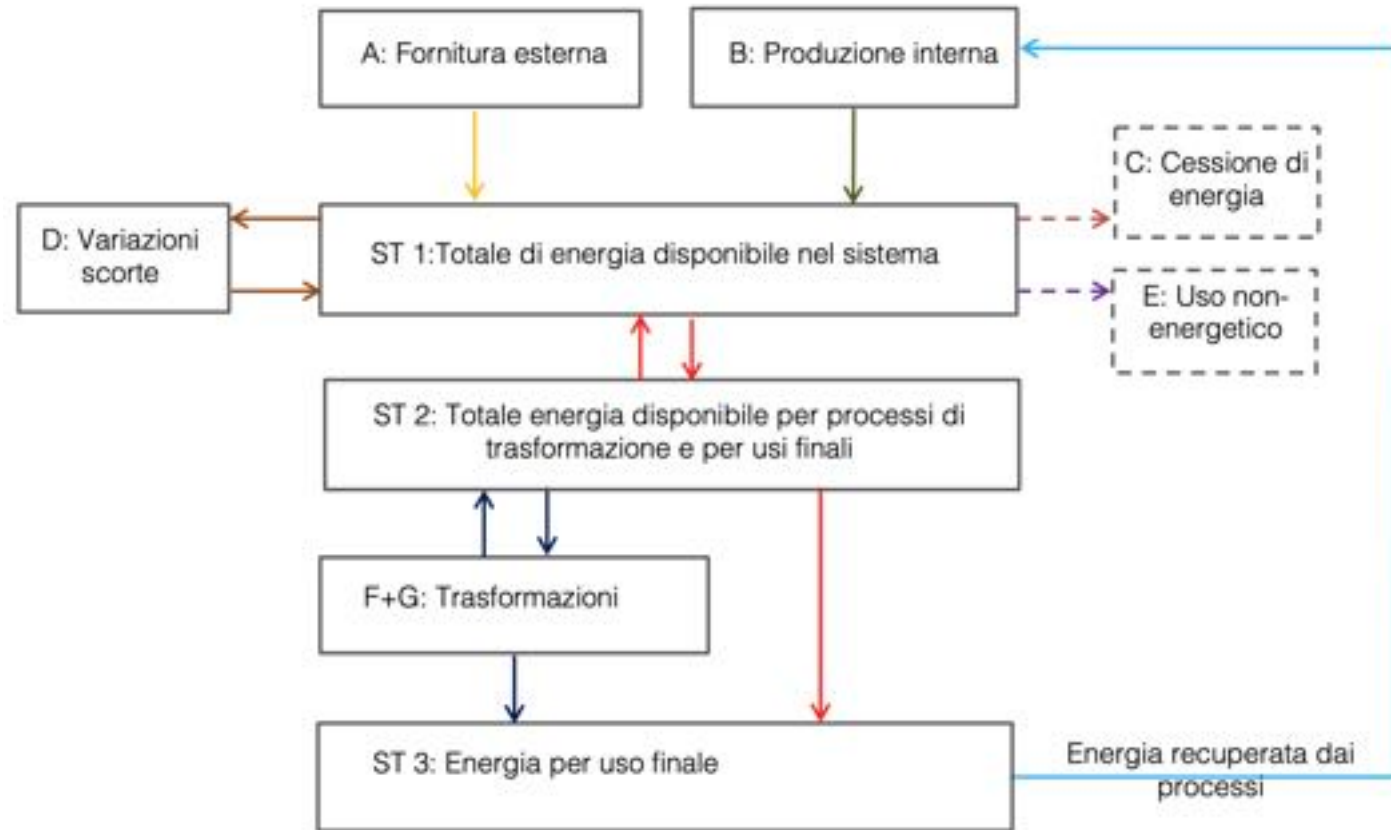 A: Fornitura esterna
B: Produzione interna
C: Cessione di
energia
D: Variazioni
scorte
ST 1:Totale di energia disponibile nel sistema
E: Uso non-
energetico
ST 2: Totale energia disponibile per processi di
trasformazione e per usi finali
F+G: Trasformazioni
ST 3: Energia per uso finale
Energia recuperata dai
processi